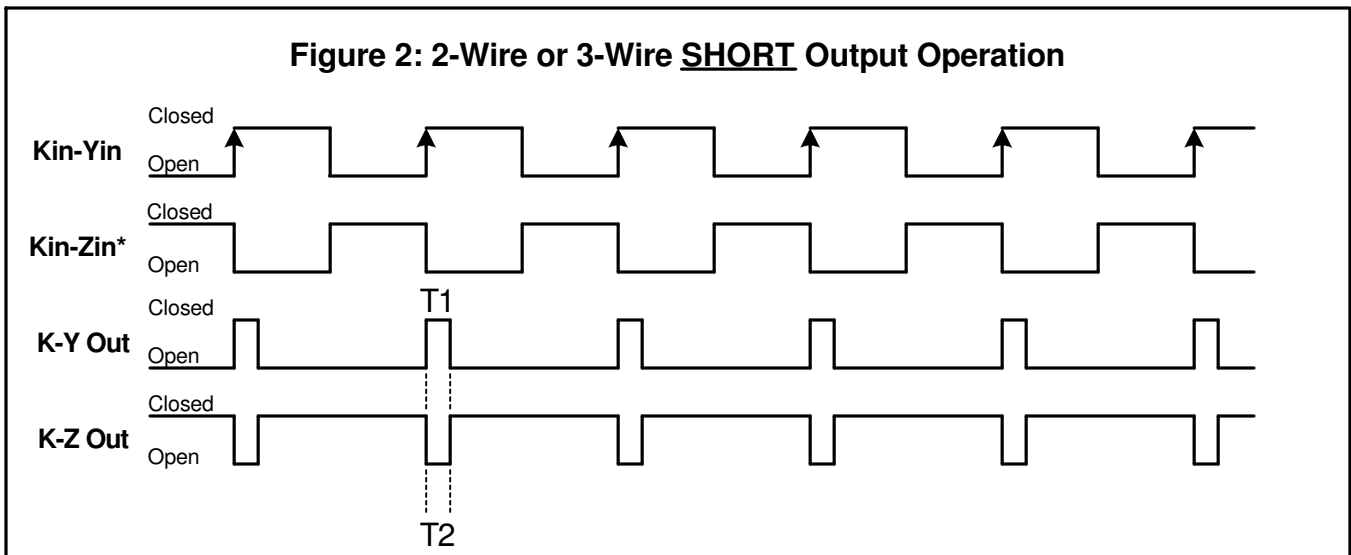 Figure 2: 2-Wire or 3-Wire SHORT Output Operation
Closed
Kin-Yin
Open
Closed
Kin-Zin*
Open
T1
Closed
K-Y Out
Open
Closed
K-Z Out
Open
T2